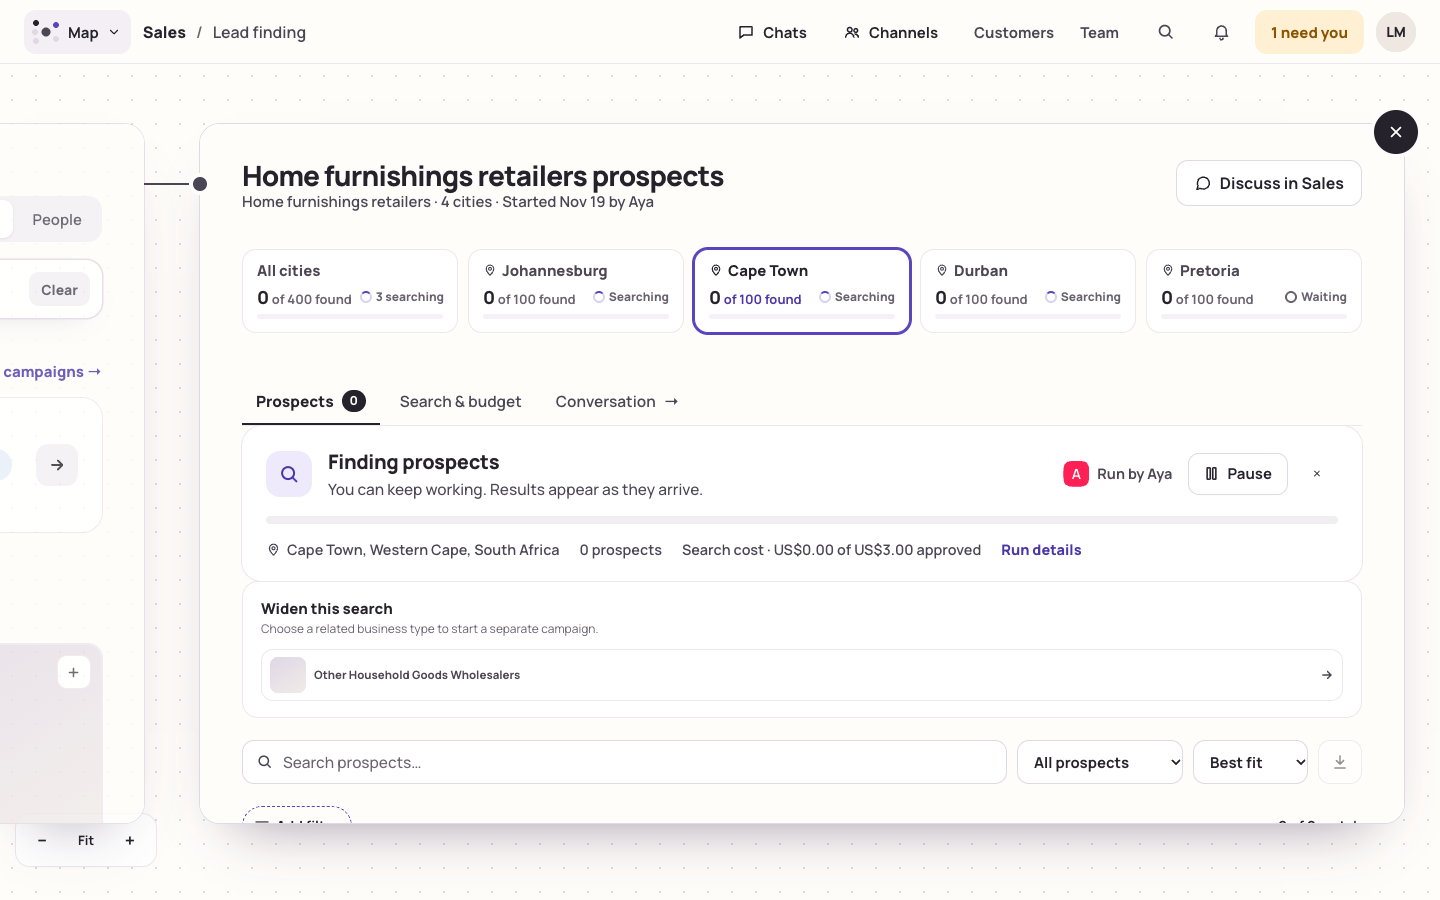 Map
Sales / Lead finding
Chats
Channels
Customers
Team
1 need you
LM
People
Clear
campaigns →
Fit
Home furnishings retailers prospects
Home furnishings retailers · 4 cities · Started Nov 19 by Aya
Discuss in Sales
All cities
0 of 400 found
3 searching
Johannesburg
0 of 100 found
Searching
Cape Town
0 of 100 found
Searching
Durban
0 of 100 found
Searching
Pretoria
0 of 100 found
Waiting
Prospects 0
Search & budget
Conversation →
Finding prospects
You can keep working. Results appear as they arrive.
A Run by Aya
Pause
Cape Town, Western Cape, South Africa
0 prospects
Search cost · US$0.00 of US$3.00 approved
Run details
Widen this search
Choose a related business type to start a separate campaign.
Other Household Goods Wholesalers
Search prospects...
All prospects
Best fit